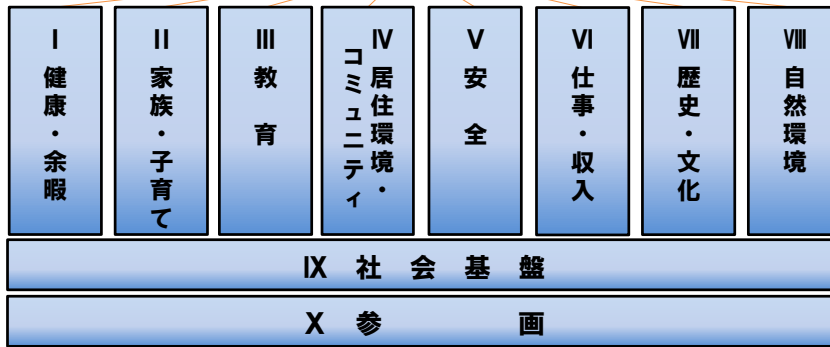 Ⅰ 健康・余暇
Ⅱ 家族・子育て
Ⅲ 教育
Ⅳ 居住環境・
コミュニティ
Ⅴ 安全
Ⅵ 仕事・収入
Ⅶ 歴史・文化
Ⅷ 自然環境
Ⅸ 社会基盤
Ⅹ 参画